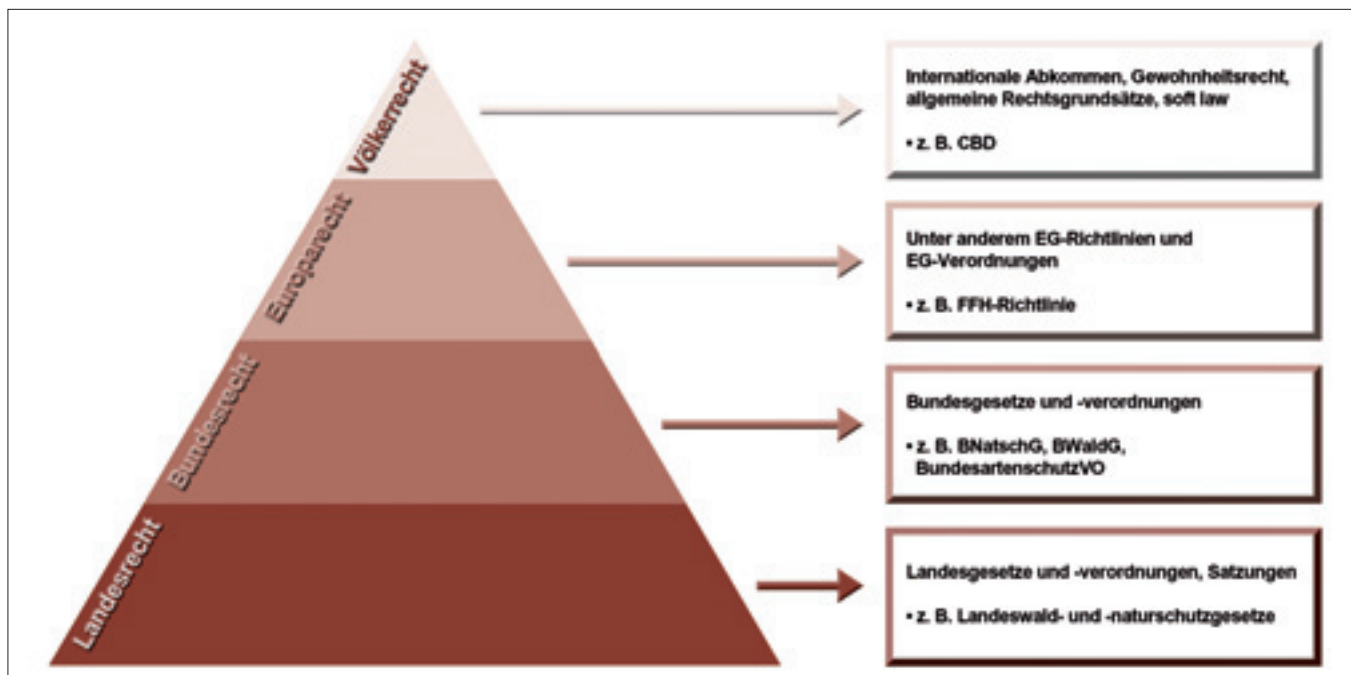 Völkerrecht
Internationale Abkommen, Gewohnheitsrecht,
allgemeine Rechtsgrundsätze, soft law
• z. B. CBD
Europarecht
Unter anderem EG-Richtlinien und
EG-Verordnungen
• z. B. FFH-Richtlinie
Bundesrecht
Bundesgesetze und -verordnungen
• z. B. BNatschG, BWaldG,
BundesartenschutzVO
Landesrecht
Landesgesetze und -verordnungen, Satzungen
• z. B. Landeswald- und -naturschutzgesetze